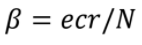 β = ecr/N